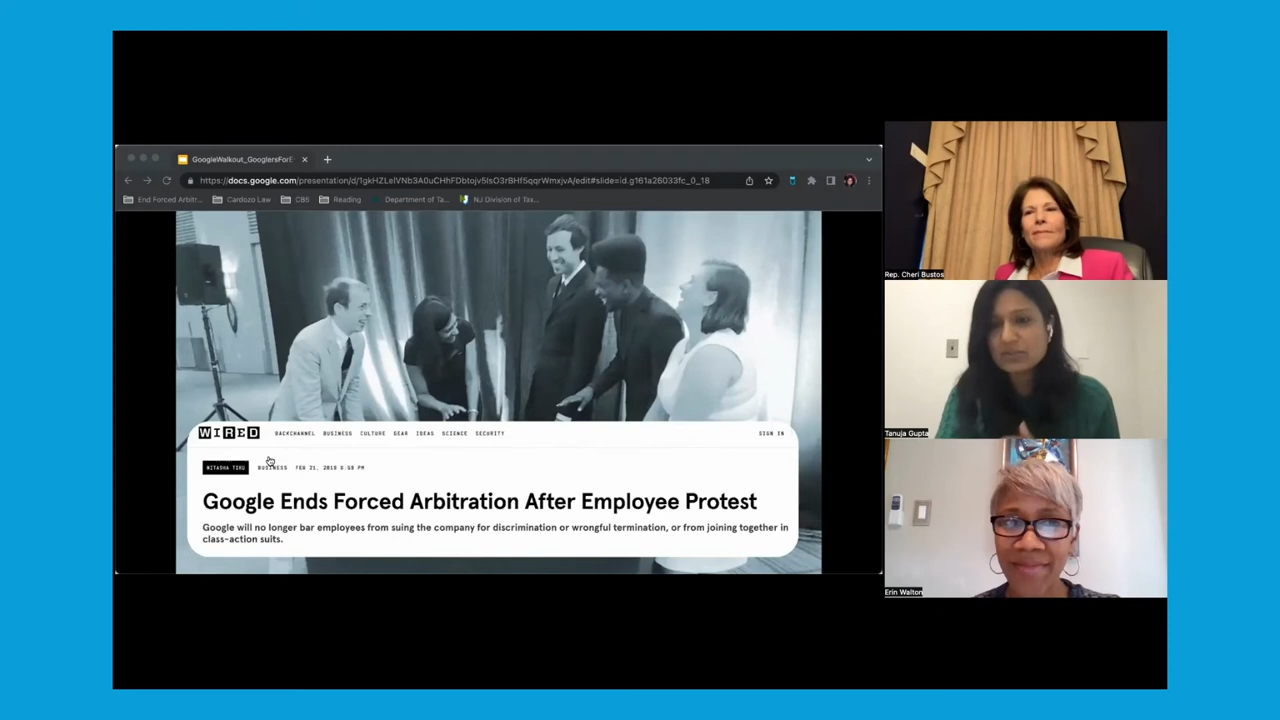 GoogleWalkout_GooglersForE
https://docs.google.com/presentation/d/1gkHZLeIVNb3A0uCHhFDbtojv5IsO3rBHf5qqrWmxjvA/edit#slide=id.g161a26033fc_0_18
End Forced Arbitr... Cardozo Law CBS Reading Department of Ta... NJ Division of Tax...
WIRED BACKCHANNEL BUSINESS CULTURE GEAR IDEAS SCIENCE SECURITY SIGN IN
NITASHA TIKU BUSINESS FEB 21, 2019 6:58 PM
Google Ends Forced Arbitration After Employee Protest
Google will no longer bar employees from suing the company for discrimination or wrongful termination, or from joining together in
class-action suits.
Rep. Cheri Bustos
Tanuja Gupta
Erin Walton